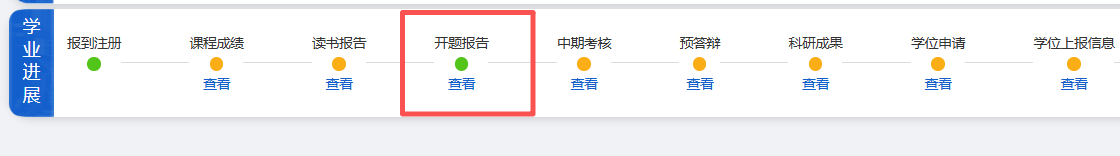 学业进展
报到注册 课程成绩 读书报告 开题报告 中期考核 预答辩 科研成果 学位申请 学位上报信息
查看 查看 查看 查看 查看 查看 查看 查看